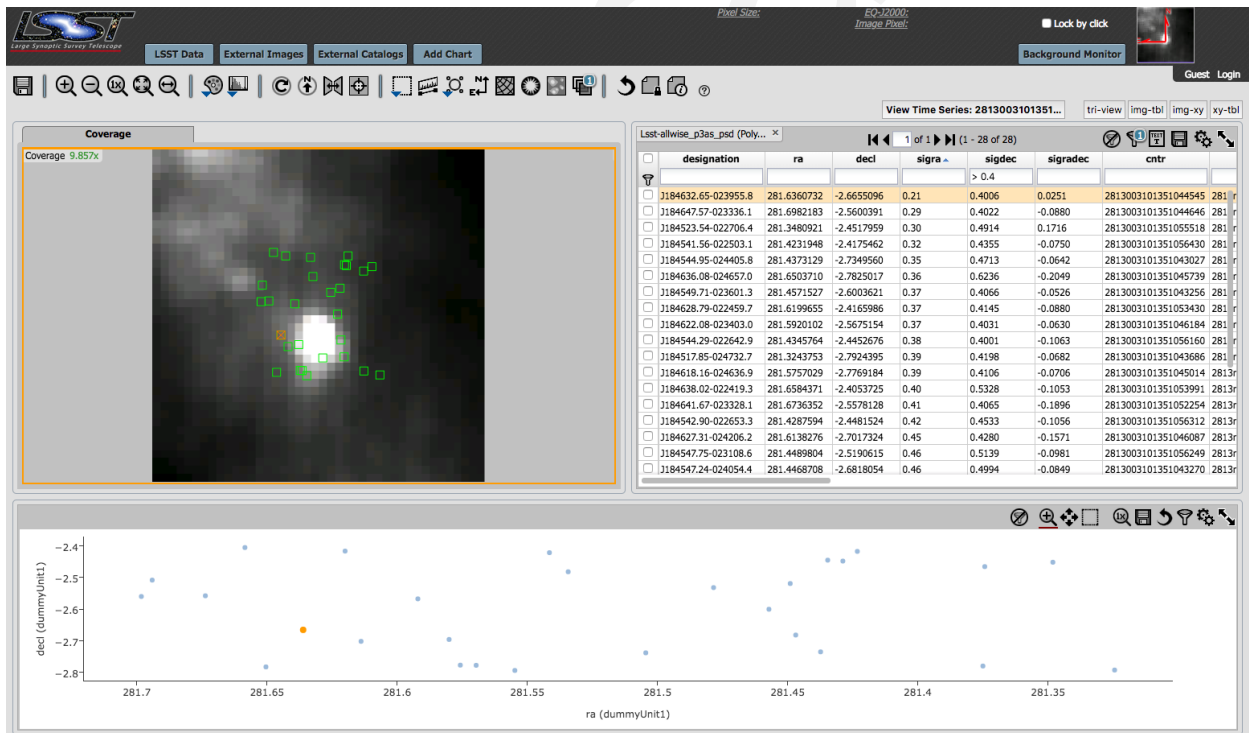 Pixel Size:
EQ-J2000:
Image Pixel:
Lock by click
LSST
Large Synoptic Survey Telescope
LSST Data
External Images
External Catalogs
Add Chart
Background Monitor
Guest Login
View Time Series: 2813003101351...
tri-view
img-tbl
img-xy
xy-tbl
Coverage
Coverage 9.857x
Lsst-allwise_p3as_psd (Poly... ×
1 of 1 (1 - 28 of 28)
designation ra decl sigra sigdec sigradec cntr
> 0.4
J184632.65-023955.8 281.6360732 -2.6655096 0.21 0.4006 0.0251 2813003101351044545
J184647.57-023336.1 281.6982183 -2.5600391 0.29 0.4022 -0.0880 2813003101351044646
J184523.54-022706.4 281.3480921 -2.4517959 0.30 0.4914 0.1716 2813003101351055518
J184541.56-022503.1 281.4231948 -2.4175462 0.32 0.4355 -0.0750 2813003101351056430
J184544.95-024405.8 281.4373129 -2.7349560 0.35 0.4713 -0.0642 2813003101351043027
J184636.08-024657.0 281.6503710 -2.7825017 0.36 0.6236 -0.2049 2813003101351045739
J184549.71-023601.3 281.4571527 -2.6003621 0.37 0.4066 -0.0526 2813003101351043256
J184628.79-022459.7 281.6199655 -2.4165986 0.37 0.4145 -0.0880 2813003101351053430
J184622.08-023403.0 281.5920102 -2.5675154 0.37 0.4031 -0.0630 2813003101351046184
J184544.29-022642.9 281.4345764 -2.4452676 0.38 0.4001 -0.1063 2813003101351056160
J184517.85-024732.7 281.3243753 -2.7924395 0.39 0.4198 -0.0682 2813003101351043686
J184618.16-024636.9 281.5757029 -2.7769184 0.39 0.4106 -0.0706 2813003101351045014
J184638.02-022419.3 281.6584371 -2.4053725 0.40 0.5328 -0.1053 2813003101351053991
J184641.67-023328.1 281.6736352 -2.5578128 0.41 0.4065 -0.1896 2813003101351052254
J184542.90-022653.3 281.4287594 -2.4481524 0.42 0.4533 -0.1056 2813003101351056312
J184627.31-024206.2 281.6138276 -2.7017324 0.45 0.4280 -0.1571 2813003101351046087
J184547.75-023108.6 281.4489804 -2.5190615 0.46 0.5139 -0.0981 2813003101351056249
J184547.24-024054.4 281.4468708 -2.6818054 0.46 0.4994 -0.0849 2813003101351043270
decl (dummyUnit1)
−2.4
−2.5
−2.6
−2.7
−2.8
281.7 281.65 281.6 281.55 281.5 281.45 281.4 281.35
ra (dummyUnit1)